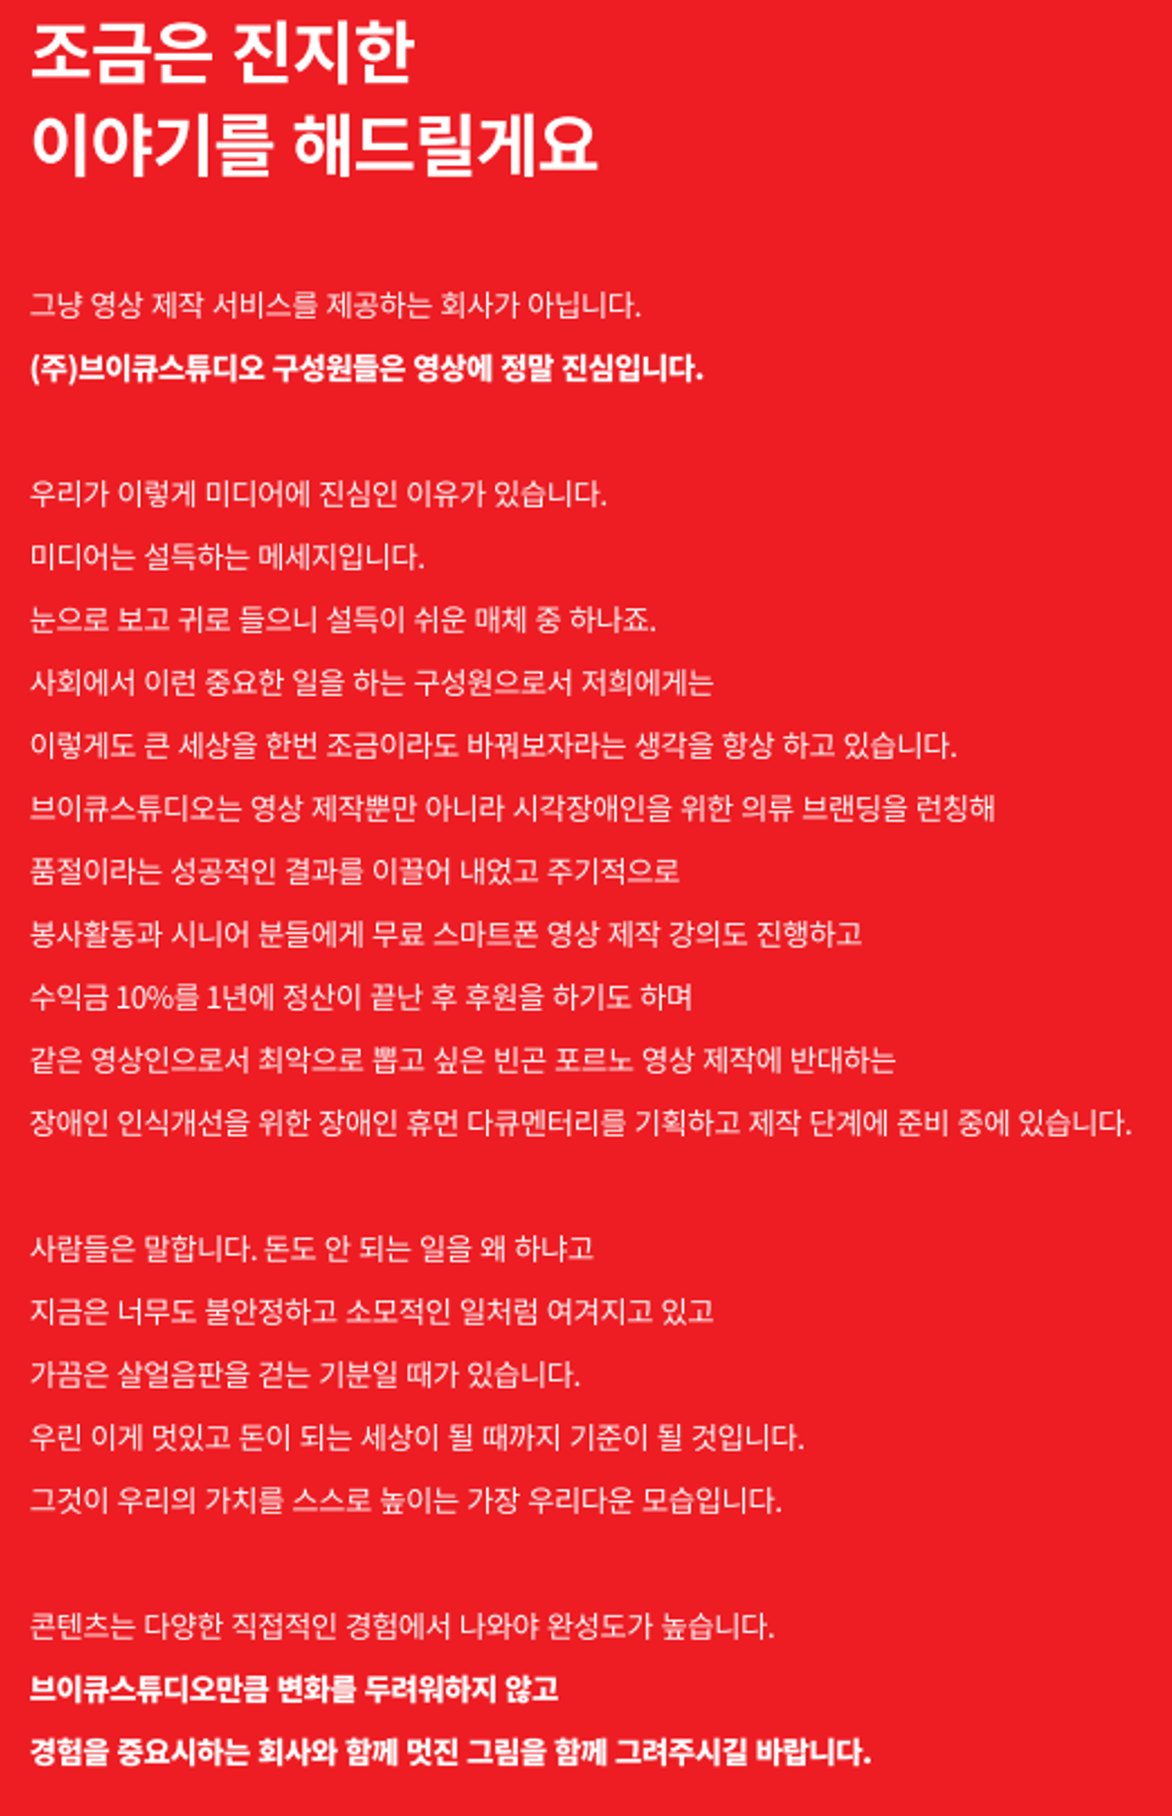 조금은 진지한
이야기를 해드릴게요
그냥 영상 제작 서비스를 제공하는 회사가 아닙니다.
(주)브이큐스튜디오 구성원들은 영상에 정말 진심입니다.
우리가 이렇게 미디어에 진심인 이유가 있습니다.
미디어는 설득하는 메세지입니다.
눈으로 보고 귀로 들으니 설득이 쉬운 매체 중 하나죠.
사회에서 이런 중요한 일을 하는 구성원으로서 저희에게는
이렇게도 큰 세상을 한번 조금이라도 바꿔보자라는 생각을 항상 하고 있습니다.
브이큐스튜디오는 영상 제작뿐만 아니라 시각장애인을 위한 의류 브랜딩을 런칭해
품절이라는 성공적인 결과를 이끌어 내었고 주기적으로
봉사활동과 시니어 분들에게 무료 스마트폰 영상 제작 강의도 진행하고
수익금 10%를 1년에 정산이 끝난 후 후원을 하기도 하며
같은 영상인으로서 최악으로 뽑고 싶은 빈곤 포르노 영상 제작에 반대하는
장애인 인식개선을 위한 장애인 휴먼 다큐멘터리를 기획하고 제작 단계에 준비 중에 있습니다.
사람들은 말합니다. 돈도 안 되는 일을 왜 하냐고
지금은 너무도 불안정하고 소모적인 일처럼 여겨지고 있고
가끔은 살얼음판을 걷는 기분일 때가 있습니다.
우린 이게 멋있고 돈이 되는 세상이 될 때까지 기준이 될 것입니다.
그것이 우리의 가치를 스스로 높이는 가장 우리다운 모습입니다.
콘텐츠는 다양한 직접적인 경험에서 나와야 완성도가 높습니다.
브이큐스튜디오만큼 변화를 두려워하지 않고
경험을 중요시하는 회사와 함께 멋진 그림을 함께 그려주시길 바랍니다.